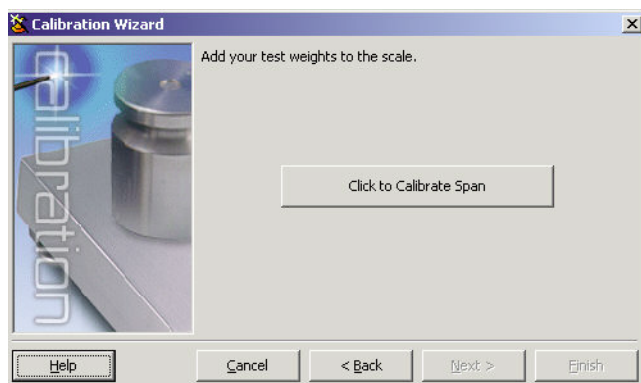 Calibration Wizard
Add your test weights to the scale.
calibration
Click to Calibrate Span
Help
Cancel
< Back
Next >
Finish